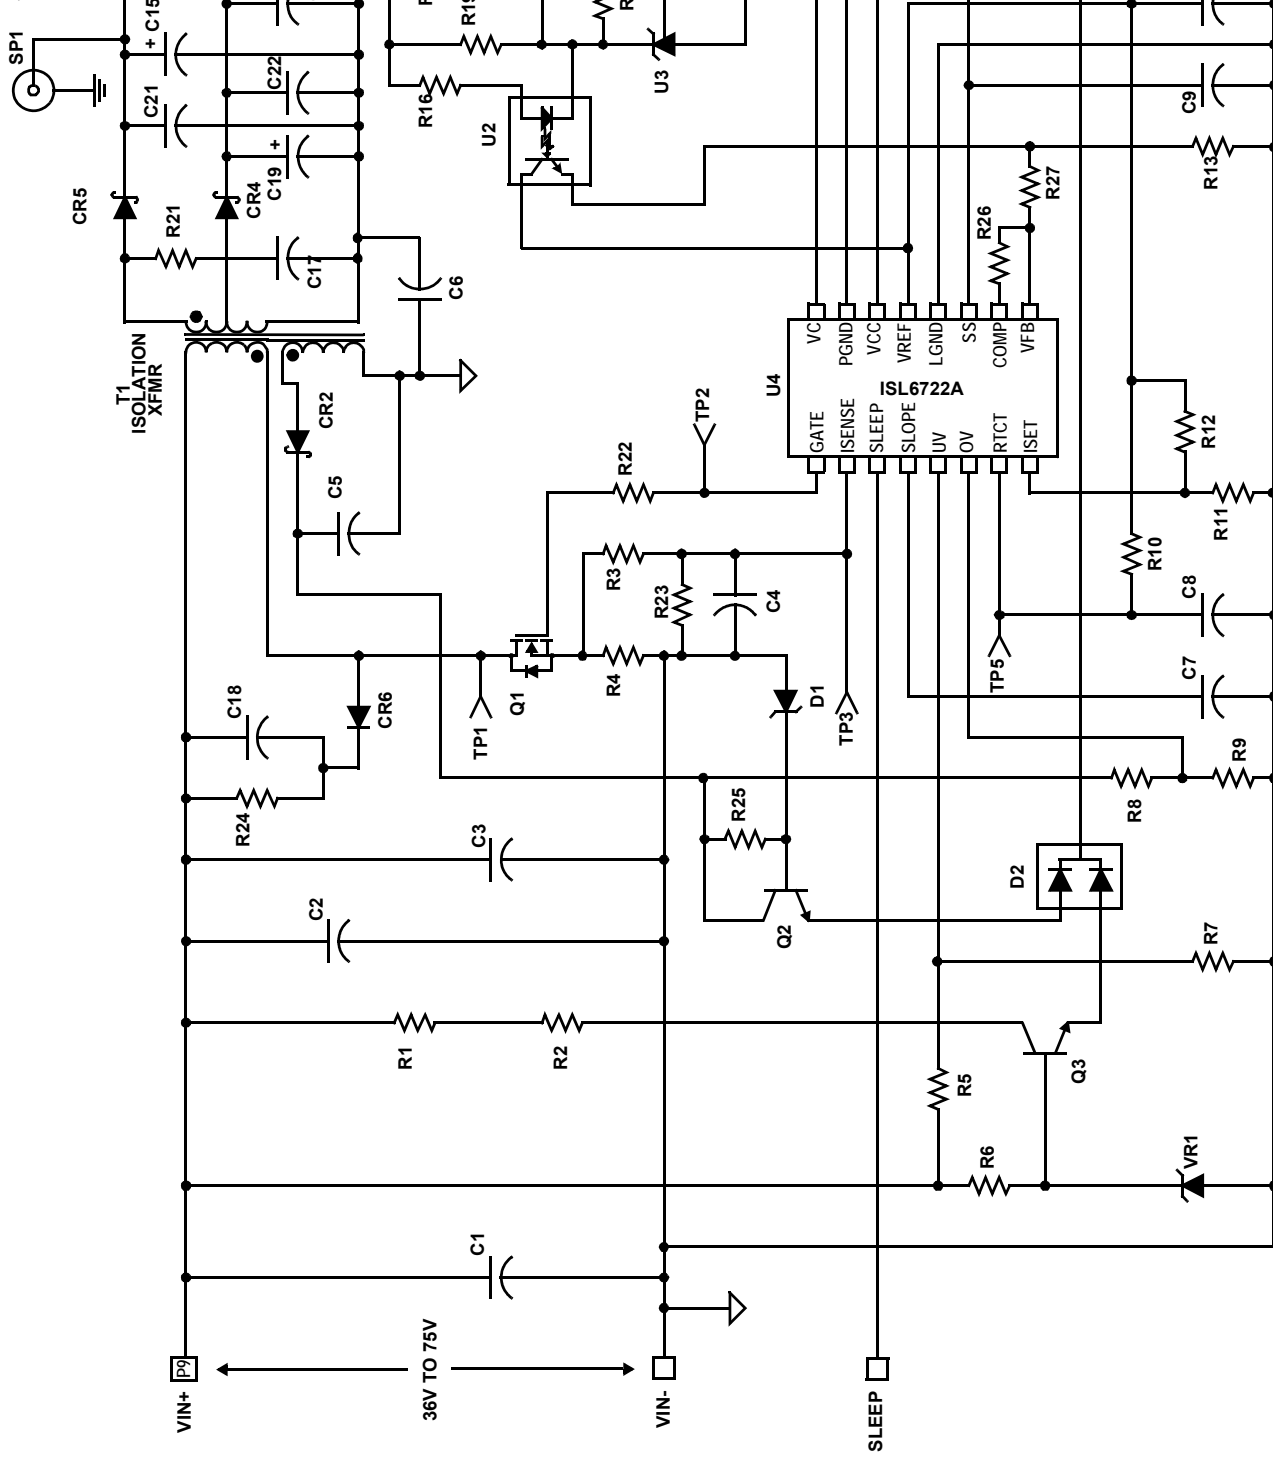 SP1
+ C15
R19
U3
C21
C22
R16
U2
C9
C19 +
R13
CR5
R21
CR4
R27
R26
C17
C6
T1
ISOLATION
XFMR
VC
PGND
VCC
VREF
LGND
SS
COMP
VFB
U4
ISL6722A
GATE
ISENSE
SLEEP
SLOPE
UV
OV
RTCT
ISET
CR2
TP2
R12
R22
C5
R11
R3
R10
R23
C4
C8
R4
Q1
D1
TP3
TP5
C7
C18
CR6
TP1
R9
R24
R25
R8
C3
D2
C2
Q2
R7
R1
R2
Q3
R5
R6
VR1
C1
VIN+
P9
36V TO 75V
VIN-
SLEEP